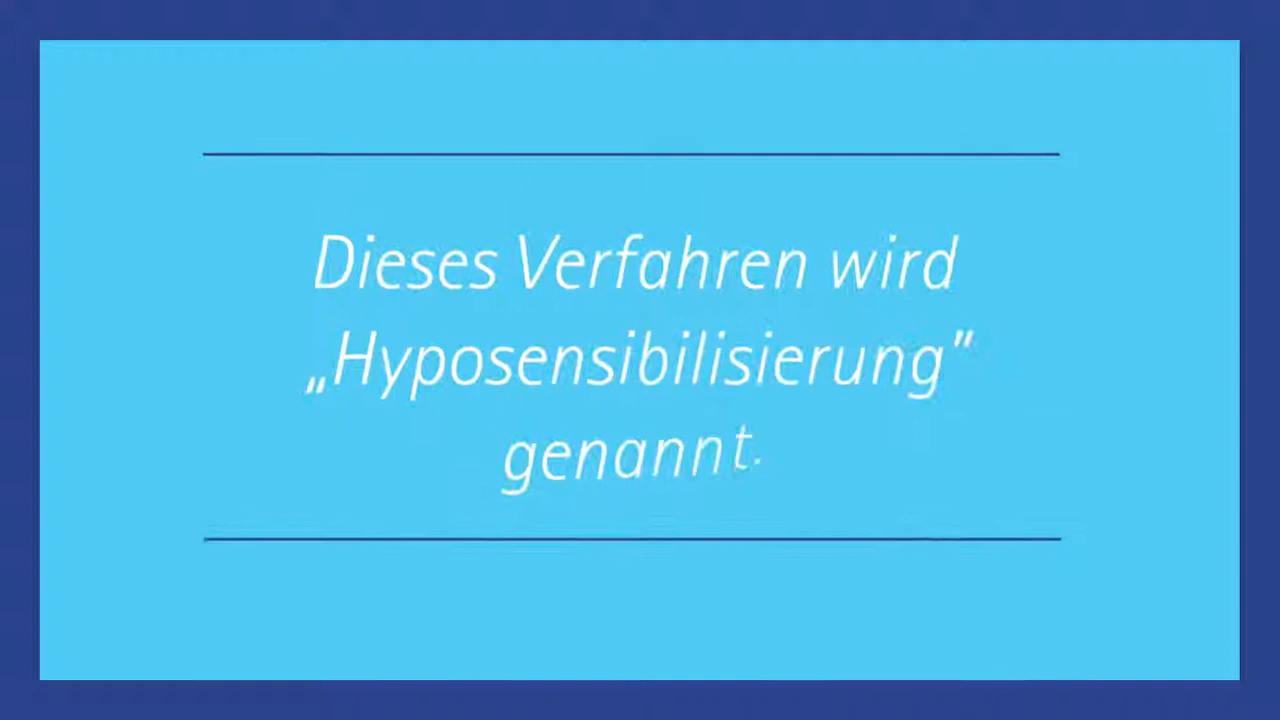 Dieses Verfahren wird
„Hyposensibilisierung”
genannt.